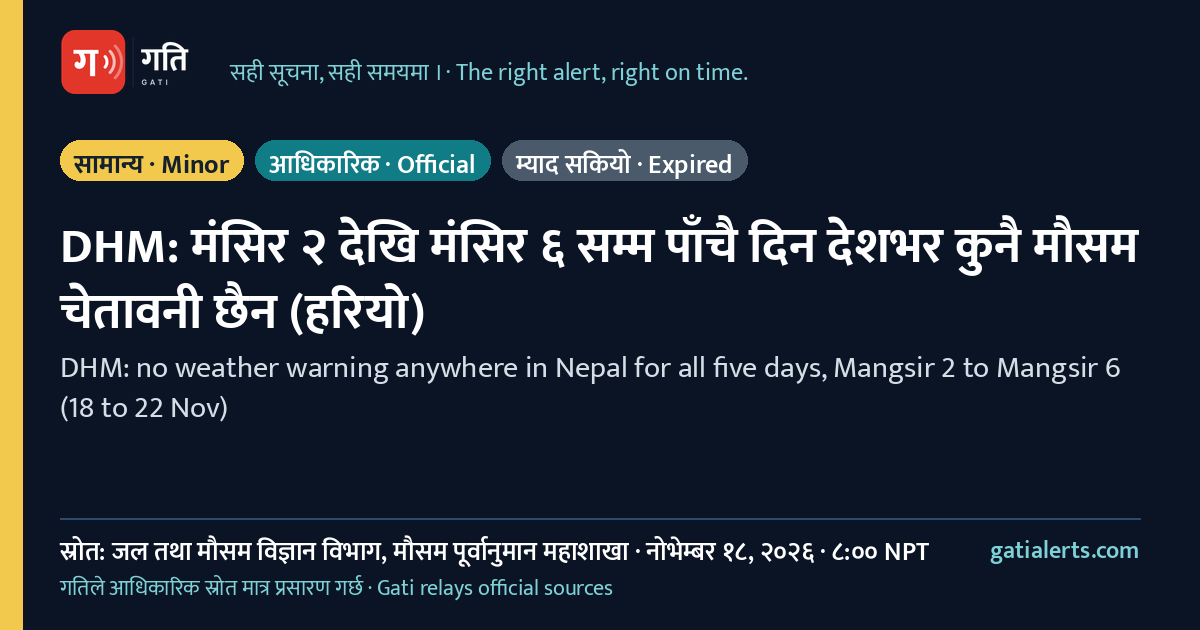 ग गति
GATI
सही सूचना, सही समयमा । · The right alert, right on time.
सामान्य · Minor आधिकारिक · Official म्याद सकियो · Expired
DHM: मंसिर २ देखि मंसिर ६ सम्म पाँचै दिन देशभर कुनै मौसम
चेतावनी छैन (हरियो)
DHM: no weather warning anywhere in Nepal for all five days, Mangsir 2 to Mangsir 6
(18 to 22 Nov)
स्रोत: जल तथा मौसम विज्ञान विभाग, मौसम पूर्वानुमान महाशाखा · नोभेम्बर १८, २०२६ · ८:०० NPT gatialerts.com
गतिले आधिकारिक स्रोत मात्र प्रसारण गर्छ · Gati relays official sources